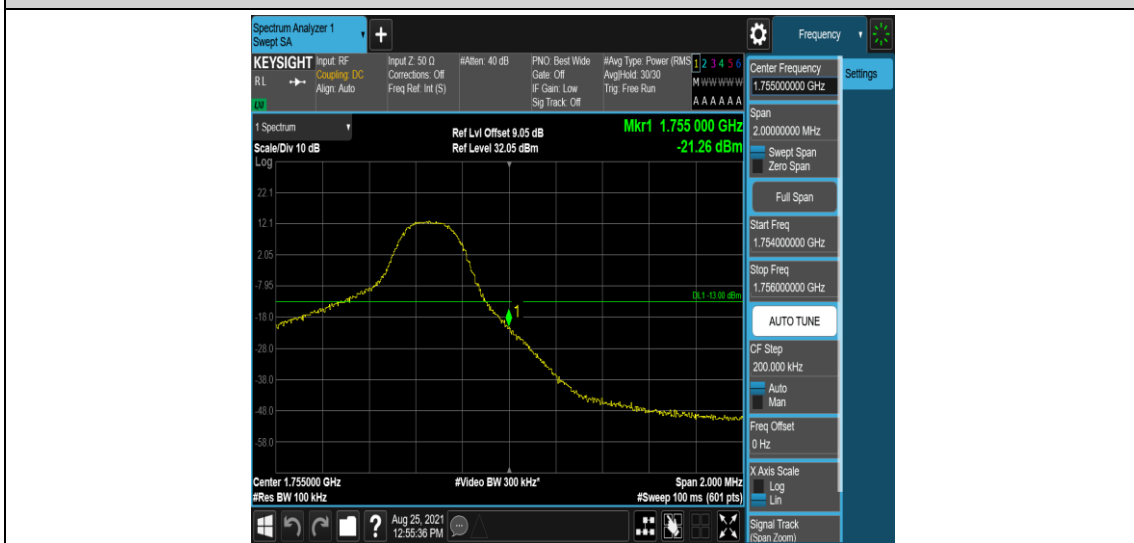 Spectrum Analyzer 1
Swept SA
+
Frequency
KEYSIGHT
RL
LXI
Input: RF
Coupling: DC
Align: Auto
Input Z: 50 Ω
Corrections: Off
Freq Ref: Int (S)
#Atten: 40 dB
PNO: Best Wide
Gate: Off
IF Gain: Low
Sig Track: Off
#Avg Type: Power (RMS
Avg|Hold: 30/30
Trig: Free Run
1 2 3 4 5 6
M W W W W W
A A A A A A
1 Spectrum
Scale/Div 10 dB
Log
Ref Lvl Offset 9.05 dB
Ref Level 32.05 dBm
Mkr1 1.755 000 GHz
-21.26 dBm
22.1
12.1
2.05
-7.95
-18.0
-28.0
-38.0
-48.0
-58.0
DL1 -13.00 dBm
1
Center 1.755000 GHz
#Res BW 100 kHz
#Video BW 300 kHz*
Span 2.000 MHz
#Sweep 100 ms (601 pts)
Center Frequency
1.755000000 GHz
Settings
Span
2.00000000 MHz
Swept Span
Zero Span
Full Span
Start Freq
1.754000000 GHz
Stop Freq
1.756000000 GHz
AUTO TUNE
CF Step
200.000 kHz
Auto
Man
Freq Offset
0 Hz
X Axis Scale
Log
Lin
Signal Track
(Span Zoom)
?
Aug 25, 2021
12:55:36 PM